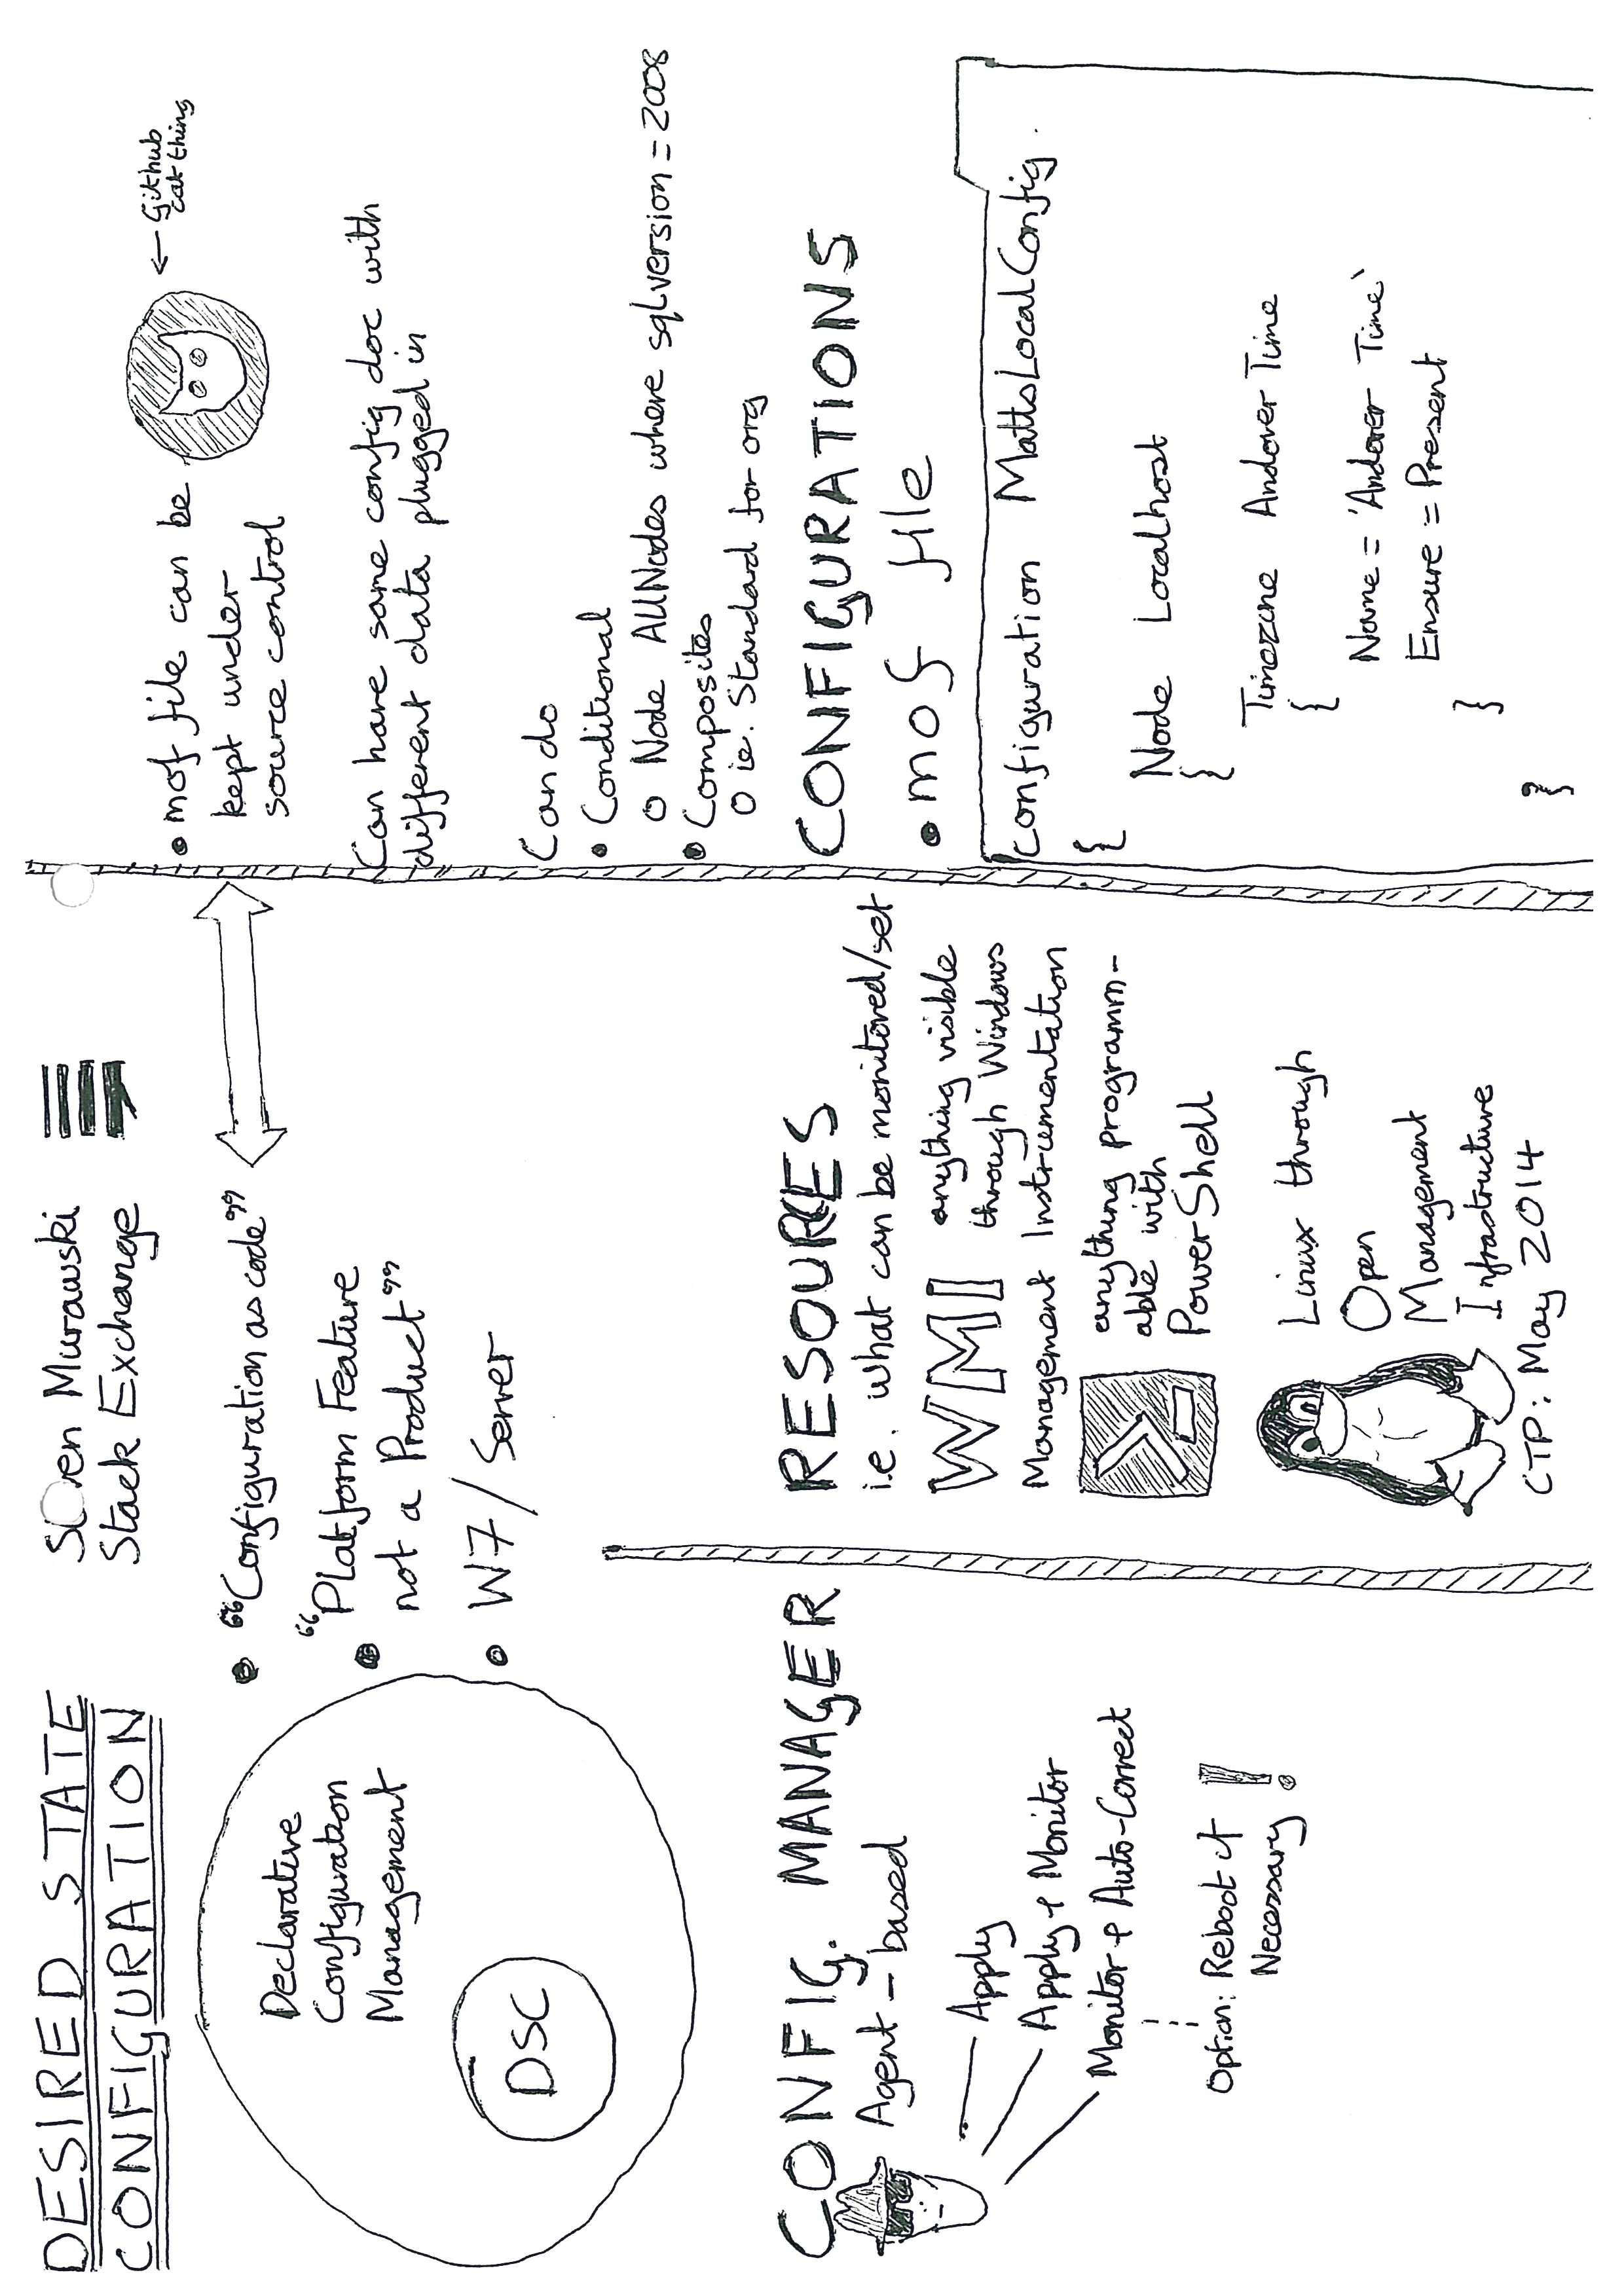 DESIRED STATE
CONFIGURATION
Murawski
Stack Exchange
Declarative
Configuration
Management
DSC
• "Configuration as code"
• "Platform Feature
not a Product"
• W7 / Server
• mof file can be
kept under
source control
← Github
cat thing
Can have same config doc with
different data plugged in
Can do
• Conditional
o Node AllNodes where sqlversion = 2008
• Composites
o ie. Standard for org
CONFIG. MANAGER
Agent - based
Apply
Apply + Monitor
Monitor + Auto-Correct
Option: Reboot if
Necessary !
RESOURCES
i.e. what can be monitored/set
WMI anything visible
through Windows
Management Instrumentation
anything programm-
able with
PowerShell
Linux through
Open
Management
Infrastructure
CTP: May 2014
CONFIGURATIONS
• mof file
Configuration MattsLocalConfig
{
Node Localhost
{
Timezone Andover Time
{
Name = 'Andover Time'
Ensure = Present
}
}